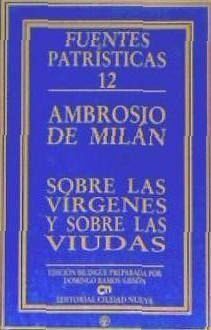 FUENTES
PATRÍSTICAS
12
AMBROSIO
DE MILÁN
SOBRE LAS
VÍRGENES
Y SOBRE LAS
VIUDAS
EDICIÓN BILINGÜE PREPARADA POR
DOMINGO RAMOS-LISSÓN
EDITORIAL CIUDAD NUEVA